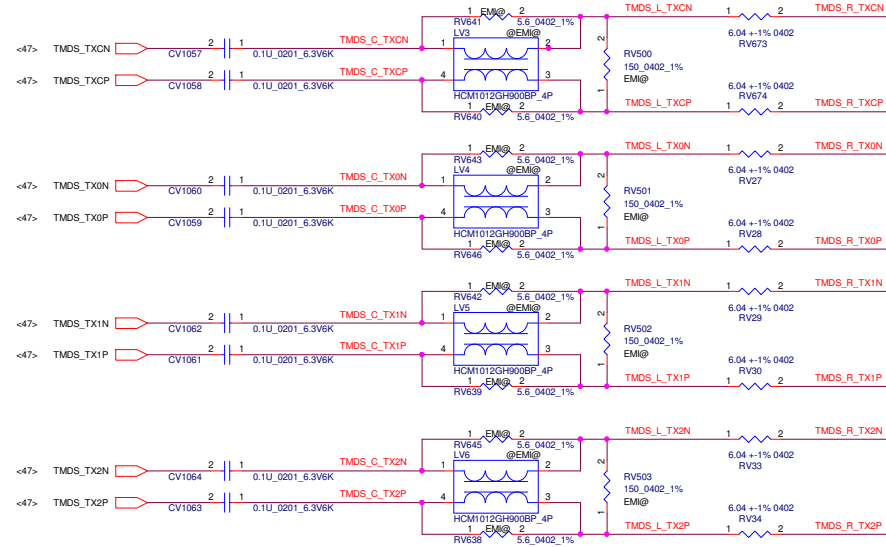 1 EMI@ 2 TMDS_L_TXCN 1 2 TMDS_R_TXCN
RV641 5.6_0402_1%
LV3 @EMI@ 6.04 +-1% 0402
<47> TMDS_TXCN 2 1 TMDS_C_TXCN 1 2 2 RV673
CV1057 0.1U_0201_6.3V6K RV500
150_0402_1%
<47> TMDS_TXCP 2 1 TMDS_C_TXCP 4 3 EMI@
CV1058 0.1U_0201_6.3V6K 1 6.04 +-1% 0402
HCM1012GH900BP_4P RV674
1 EMI@ 2 TMDS_L_TXCP 1 2 TMDS_R_TXCP
RV640 5.6_0402_1%
1 EMI@ 2 TMDS_L_TX0N 1 2 TMDS_R_TX0N
RV643 5.6_0402_1%
LV4 @EMI@ 6.04 +-1% 0402
<47> TMDS_TX0N 2 1 TMDS_C_TX0N 1 2 2 RV27
CV1060 0.1U_0201_6.3V6K RV501
150_0402_1%
<47> TMDS_TX0P 2 1 TMDS_C_TX0P 4 3 EMI@
CV1059 0.1U_0201_6.3V6K 1 6.04 +-1% 0402
HCM1012GH900BP_4P RV28
1 EMI@ 2 TMDS_L_TX0P 1 2 TMDS_R_TX0P
RV646 5.6_0402_1%
1 EMI@ 2 TMDS_L_TX1N 1 2 TMDS_R_TX1N
RV642 5.6_0402_1%
LV5 @EMI@ 6.04 +-1% 0402
<47> TMDS_TX1N 2 1 TMDS_C_TX1N 1 2 2 RV29
CV1062 0.1U_0201_6.3V6K RV502
150_0402_1%
<47> TMDS_TX1P 2 1 TMDS_C_TX1P 4 3 EMI@
CV1061 0.1U_0201_6.3V6K 1 6.04 +-1% 0402
HCM1012GH900BP_4P RV30
1 EMI@ 2 TMDS_L_TX1P 1 2 TMDS_R_TX1P
RV639 5.6_0402_1%
1 EMI@ 2 TMDS_L_TX2N 1 2 TMDS_R_TX2N
RV645 5.6_0402_1%
LV6 @EMI@ 6.04 +-1% 0402
<47> TMDS_TX2N 2 1 TMDS_C_TX2N 1 2 2 RV33
CV1064 0.1U_0201_6.3V6K RV503
150_0402_1%
<47> TMDS_TX2P 2 1 TMDS_C_TX2P 4 3 EMI@
CV1063 0.1U_0201_6.3V6K 1 6.04 +-1% 0402
HCM1012GH900BP_4P RV34
1 EMI@ 2 TMDS_L_TX2P 1 2 TMDS_R_TX2P
RV638 5.6_0402_1%